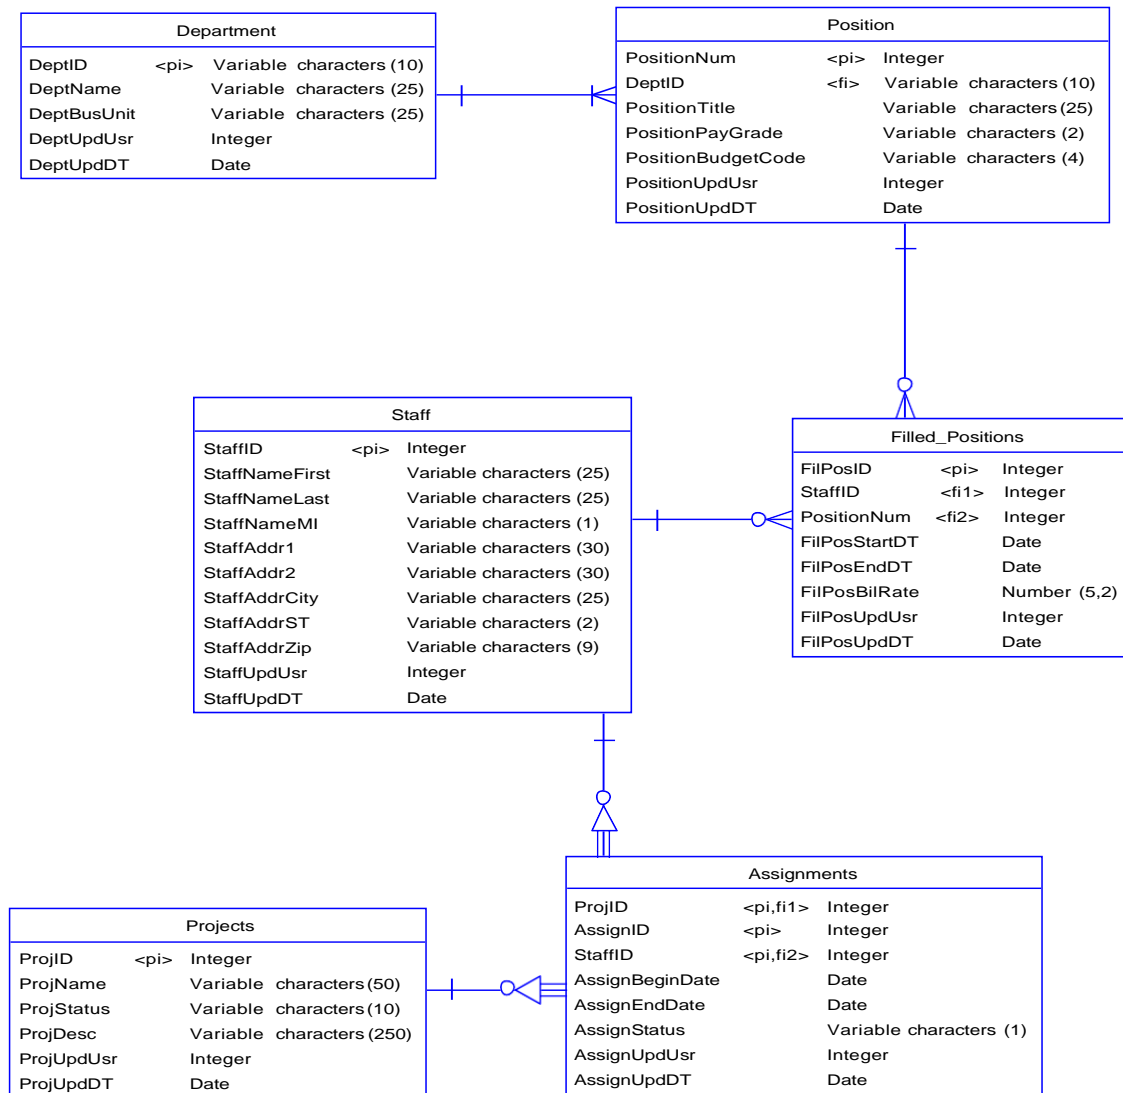 Department
DeptID <pi> Variable characters (10)
DeptName Variable characters (25)
DeptBusUnit Variable characters (25)
DeptUpdUsr Integer
DeptUpdDT Date
Position
PositionNum <pi> Integer
DeptID <fi> Variable characters (10)
PositionTitle Variable characters (25)
PositionPayGrade Variable characters (2)
PositionBudgetCode Variable characters (4)
PositionUpdUsr Integer
PositionUpdDT Date
Staff
StaffID <pi> Integer
StaffNameFirst Variable characters (25)
StaffNameLast Variable characters (25)
StaffNameMI Variable characters (1)
StaffAddr1 Variable characters (30)
StaffAddr2 Variable characters (30)
StaffAddrCity Variable characters (25)
StaffAddrST Variable characters (2)
StaffAddrZip Variable characters (9)
StaffUpdUsr Integer
StaffUpdDT Date
Filled_Positions
FilPosID <pi> Integer
StaffID <fi1> Integer
PositionNum <fi2> Integer
FilPosStartDT Date
FilPosEndDT Date
FilPosBilRate Number (5,2)
FilPosUpdUsr Integer
FilPosUpdDT Date
Projects
ProjID <pi> Integer
ProjName Variable characters (50)
ProjStatus Variable characters (10)
ProjDesc Variable characters (250)
ProjUpdUsr Integer
ProjUpdDT Date
Assignments
ProjID <pi,fi1> Integer
AssignID <pi> Integer
StaffID <pi,fi2> Integer
AssignBeginDate Date
AssignEndDate Date
AssignStatus Variable characters (1)
AssignUpdUsr Integer
AssignUpdDT Date